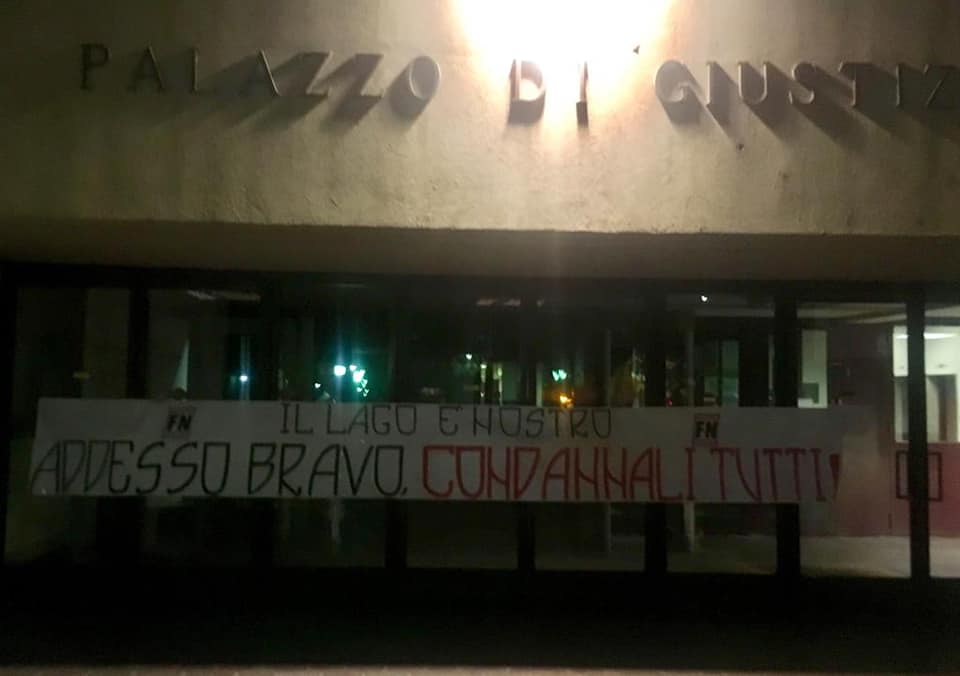 PALAZZO DI GIUSTIZ
FN IL LAGO E' NOSTRO FN
ADDESSO BRAVO, CONDANNALI TUTTI!